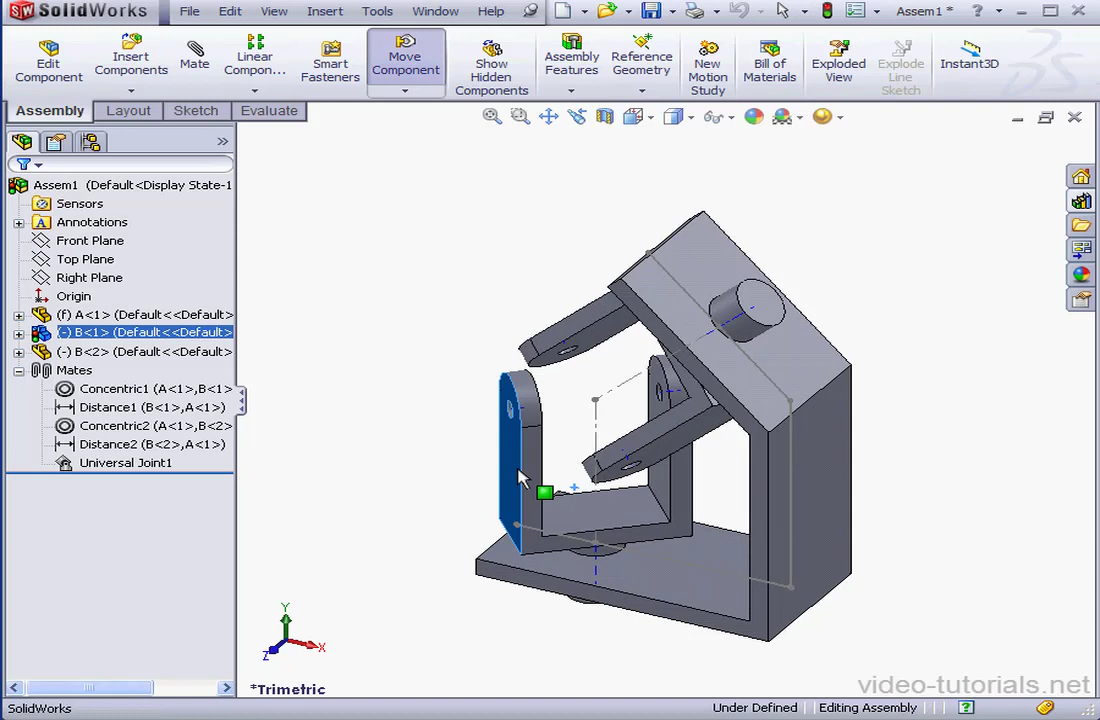 SolidWorks File Edit View Insert Tools Window Help Assem1 *
Edit Component
Insert Components
Mate
Linear Compon...
Smart Fasteners
Move Component
Show Hidden Components
Assembly Features
Reference Geometry
New Motion Study
Bill of Materials
Exploded View
Explode Line Sketch
Instant3D
Assembly Layout Sketch Evaluate
Assem1 (Default<Display State-1
Sensors
Annotations
Front Plane
Top Plane
Right Plane
Origin
(f) A<1> (Default<<Default>
(-) B<1> (Default<<Default>
(-) B<2> (Default<<Default>
Mates
Concentric1 (A<1>,B<1>
Distance1 (B<1>,A<1>)
Concentric2 (A<1>,B<2>
Distance2 (B<2>,A<1>)
Universal Joint1
Y
X
Z
*Trimetric
video-tutorials.net
SolidWorks Under Defined Editing Assembly